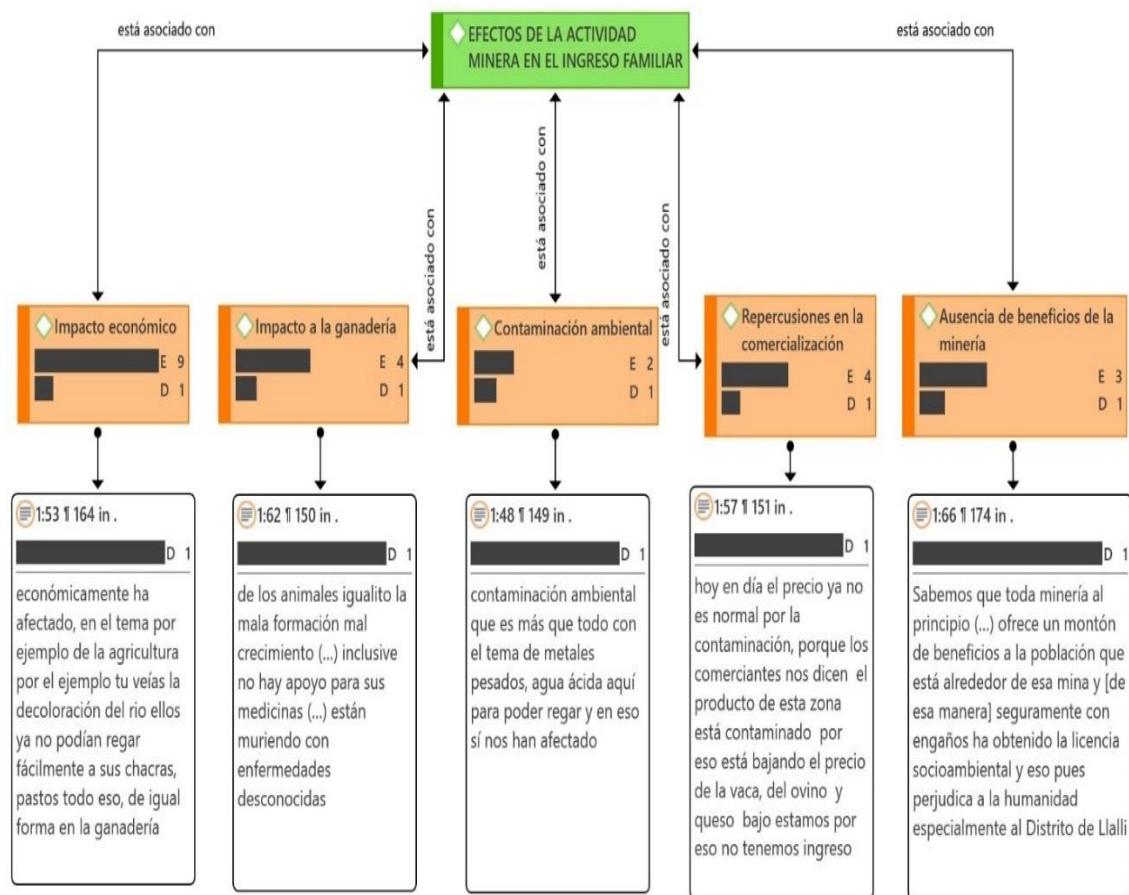 está asociado con
EFECTOS DE LA ACTIVIDAD
MINERA EN EL INGRESO FAMILIAR
está asociado con
está asociado con
está asociado con
está asociado con
Impacto económico
E 9
D 1
Impacto a la ganadería
E 4
D 1
Contaminación ambiental
E 2
D 1
Repercusiones en la
comercialización
E 4
D 1
Ausencia de beneficios de la
minería
E 3
D 1
1:53 ¶ 164 in .
D 1
económicamente ha
afectado, en el tema por
ejemplo de la agricultura
por el ejemplo tu veías la
decoloración del rio ellos
ya no podían regar
fácilmente a sus chacras,
pastos todo eso, de igual
forma en la ganadería
1:62 ¶ 150 in .
D 1
de los animales igualito la
mala formación mal
crecimiento (...) inclusive
no hay apoyo para sus
medicinas (...) están
muriendo con
enfermedades
desconocidas
1:48 ¶ 149 in .
D 1
contaminación ambiental
que es más que todo con
el tema de metales
pesados, agua ácida aquí
para poder regar y en eso
sí nos han afectado
1:57 ¶ 151 in .
D 1
hoy en día el precio ya no
es normal por la
contaminación, porque los
comerciantes nos dicen el
producto de esta zona
está contaminado por
eso está bajando el precio
de la vaca, del ovino y
queso bajo estamos por
eso no tenemos ingreso
1:66 ¶ 174 in .
D 1
Sabemos que toda minería al
principio (...) ofrece un montón
de beneficios a la población que
está alrededor de esa mina y [de
esa manera] seguramente con
engaños ha obtenido la licencia
socioambiental y eso pues
perjudica a la humanidad
especialmente al Distrito de Llalli